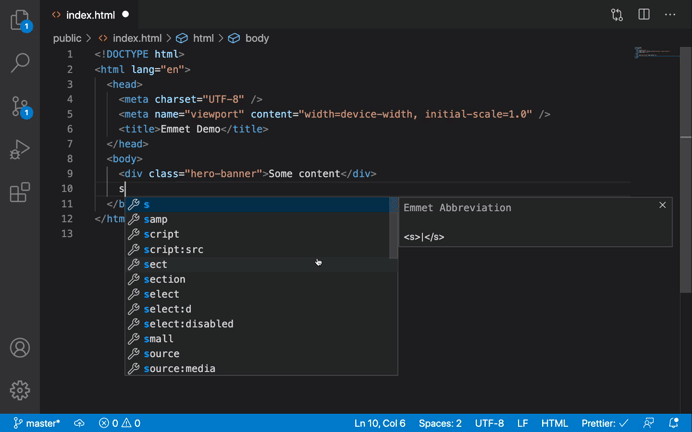 index.html
public > index.html > html > body
1 <!DOCTYPE html>
2 <html lang="en">
3 <head>
4 <meta charset="UTF-8" />
5 <meta name="viewport" content="width=device-width, initial-scale=1.0" />
6 <title>Emmet Demo</title>
7 </head>
8 <body>
9 <div class="hero-banner">Some content</div>
10 s
11 </b
12 </htm
13
s
samp
script
script:src
sect
section
select
select:d
select:disabled
small
source
source:media
Emmet Abbreviation
<s>|</s>
1
1
master* 0 0 Ln 10, Col 6 Spaces: 2 UTF-8 LF HTML Prettier: ✓